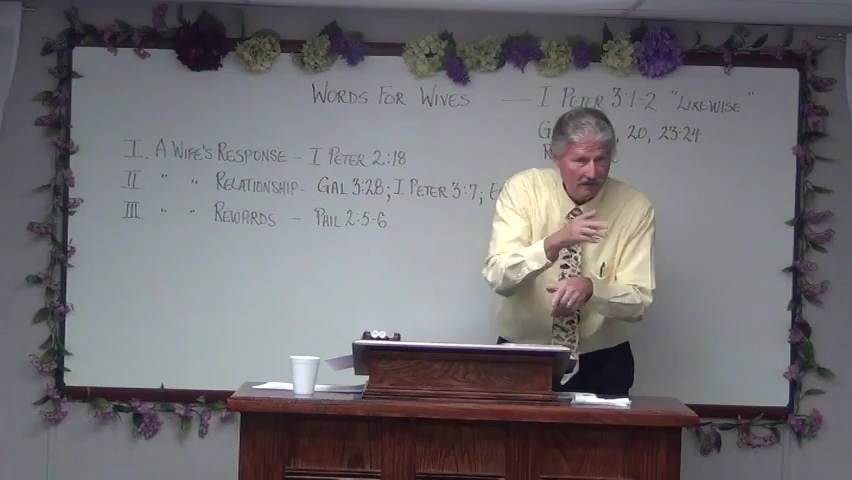 WORDS FOR WIVES — I PETER 3:1-2 "LIKEWISE"
20, 23-24
I. A WIFE'S RESPONSE - I PETER 2:18
II " " RELATIONSHIP - GAL 3:28; I PETER 3:7;
III " " REWARDS - PHIL 2:5-6